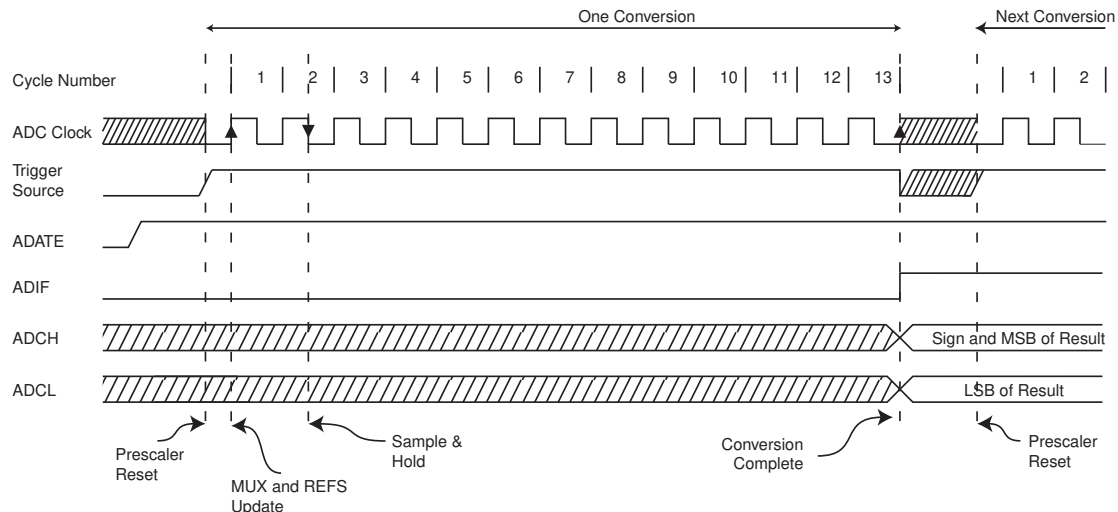 One Conversion
Next Conversion
Cycle Number
1 2 3 4 5 6 7 8 9 10 11 12 13 1 2
ADC Clock
Trigger
Source
ADATE
ADIF
ADCH
Sign and MSB of Result
ADCL
LSB of Result
Prescaler
Reset
MUX and REFS
Update
Sample &
Hold
Conversion
Complete
Prescaler
Reset